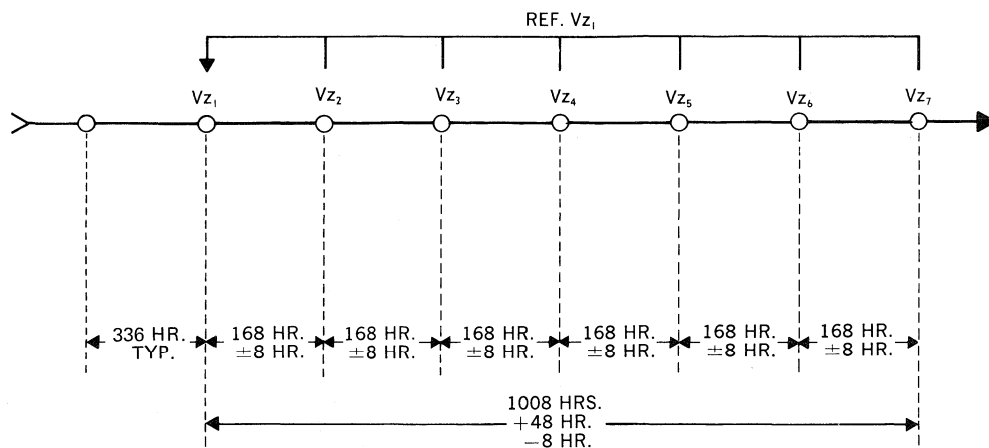 REF. Vz₁
Vz₁ Vz₂ Vz₃ Vz₄ Vz₅ Vz₆ Vz₇
336 HR. 168 HR. 168 HR. 168 HR. 168 HR. 168 HR. 168 HR.
TYP. ±8 HR. ±8 HR. ±8 HR. ±8 HR. ±8 HR. ±8 HR.
1008 HRS.
+48 HR.
−8 HR.